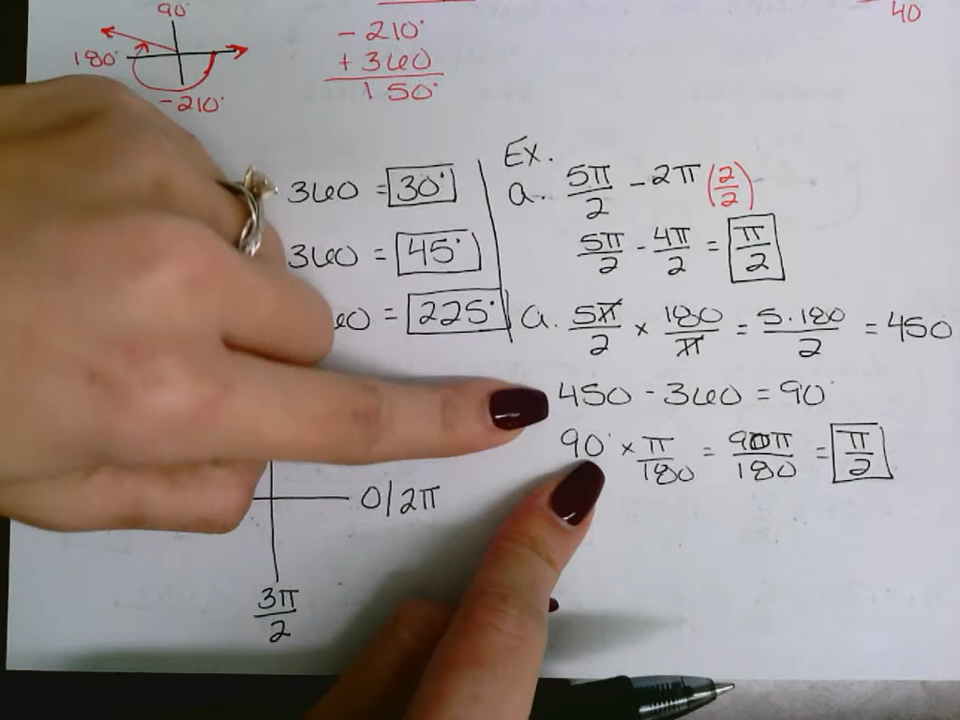 90°
180°
-210°
-210°
+360
150°
40
360 = 30°
360 = 45°
60 = 225°
Ex.
a. 5π/2 - 2π (2/2)
5π/2 - 4π/2 = π/2
a. 5π/2 × 180/π = 5·180/2 = 450
450 - 360 = 90°
90° × π/180 = 90π/180 = π/2
0/2π
3π/2